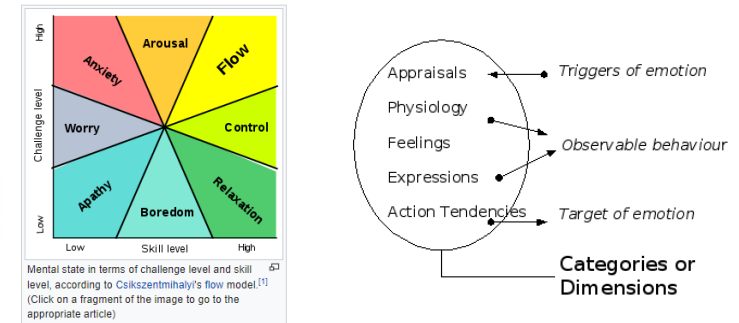 High
Challenge level
Low
Arousal
Flow
Anxiety
Worry
Control
Apathy
Boredom
Relaxation
Low
Skill level
High
Mental state in terms of challenge level and skill
level, according to Csikszentmihalyi's flow model.[1]
(Click on a fragment of the image to go to the
appropriate article)
Appraisals
Triggers of emotion
Physiology
Feelings
Observable behaviour
Expressions
Action Tendencies
Target of emotion
Categories or
Dimensions